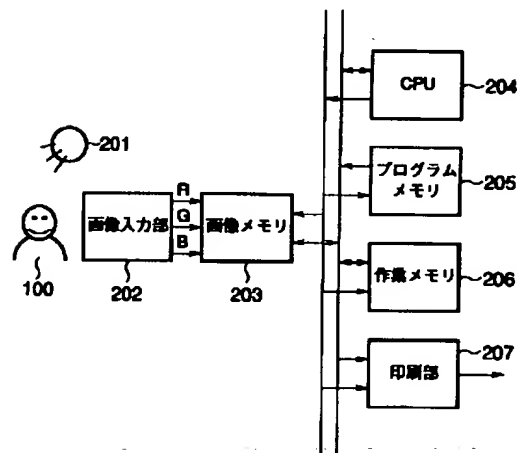 CPU
204
201
プログラム
メモリ
205
R
G
B
画像入力部
画像メモリ
100
202
203
作業メモリ
206
207
印刷部